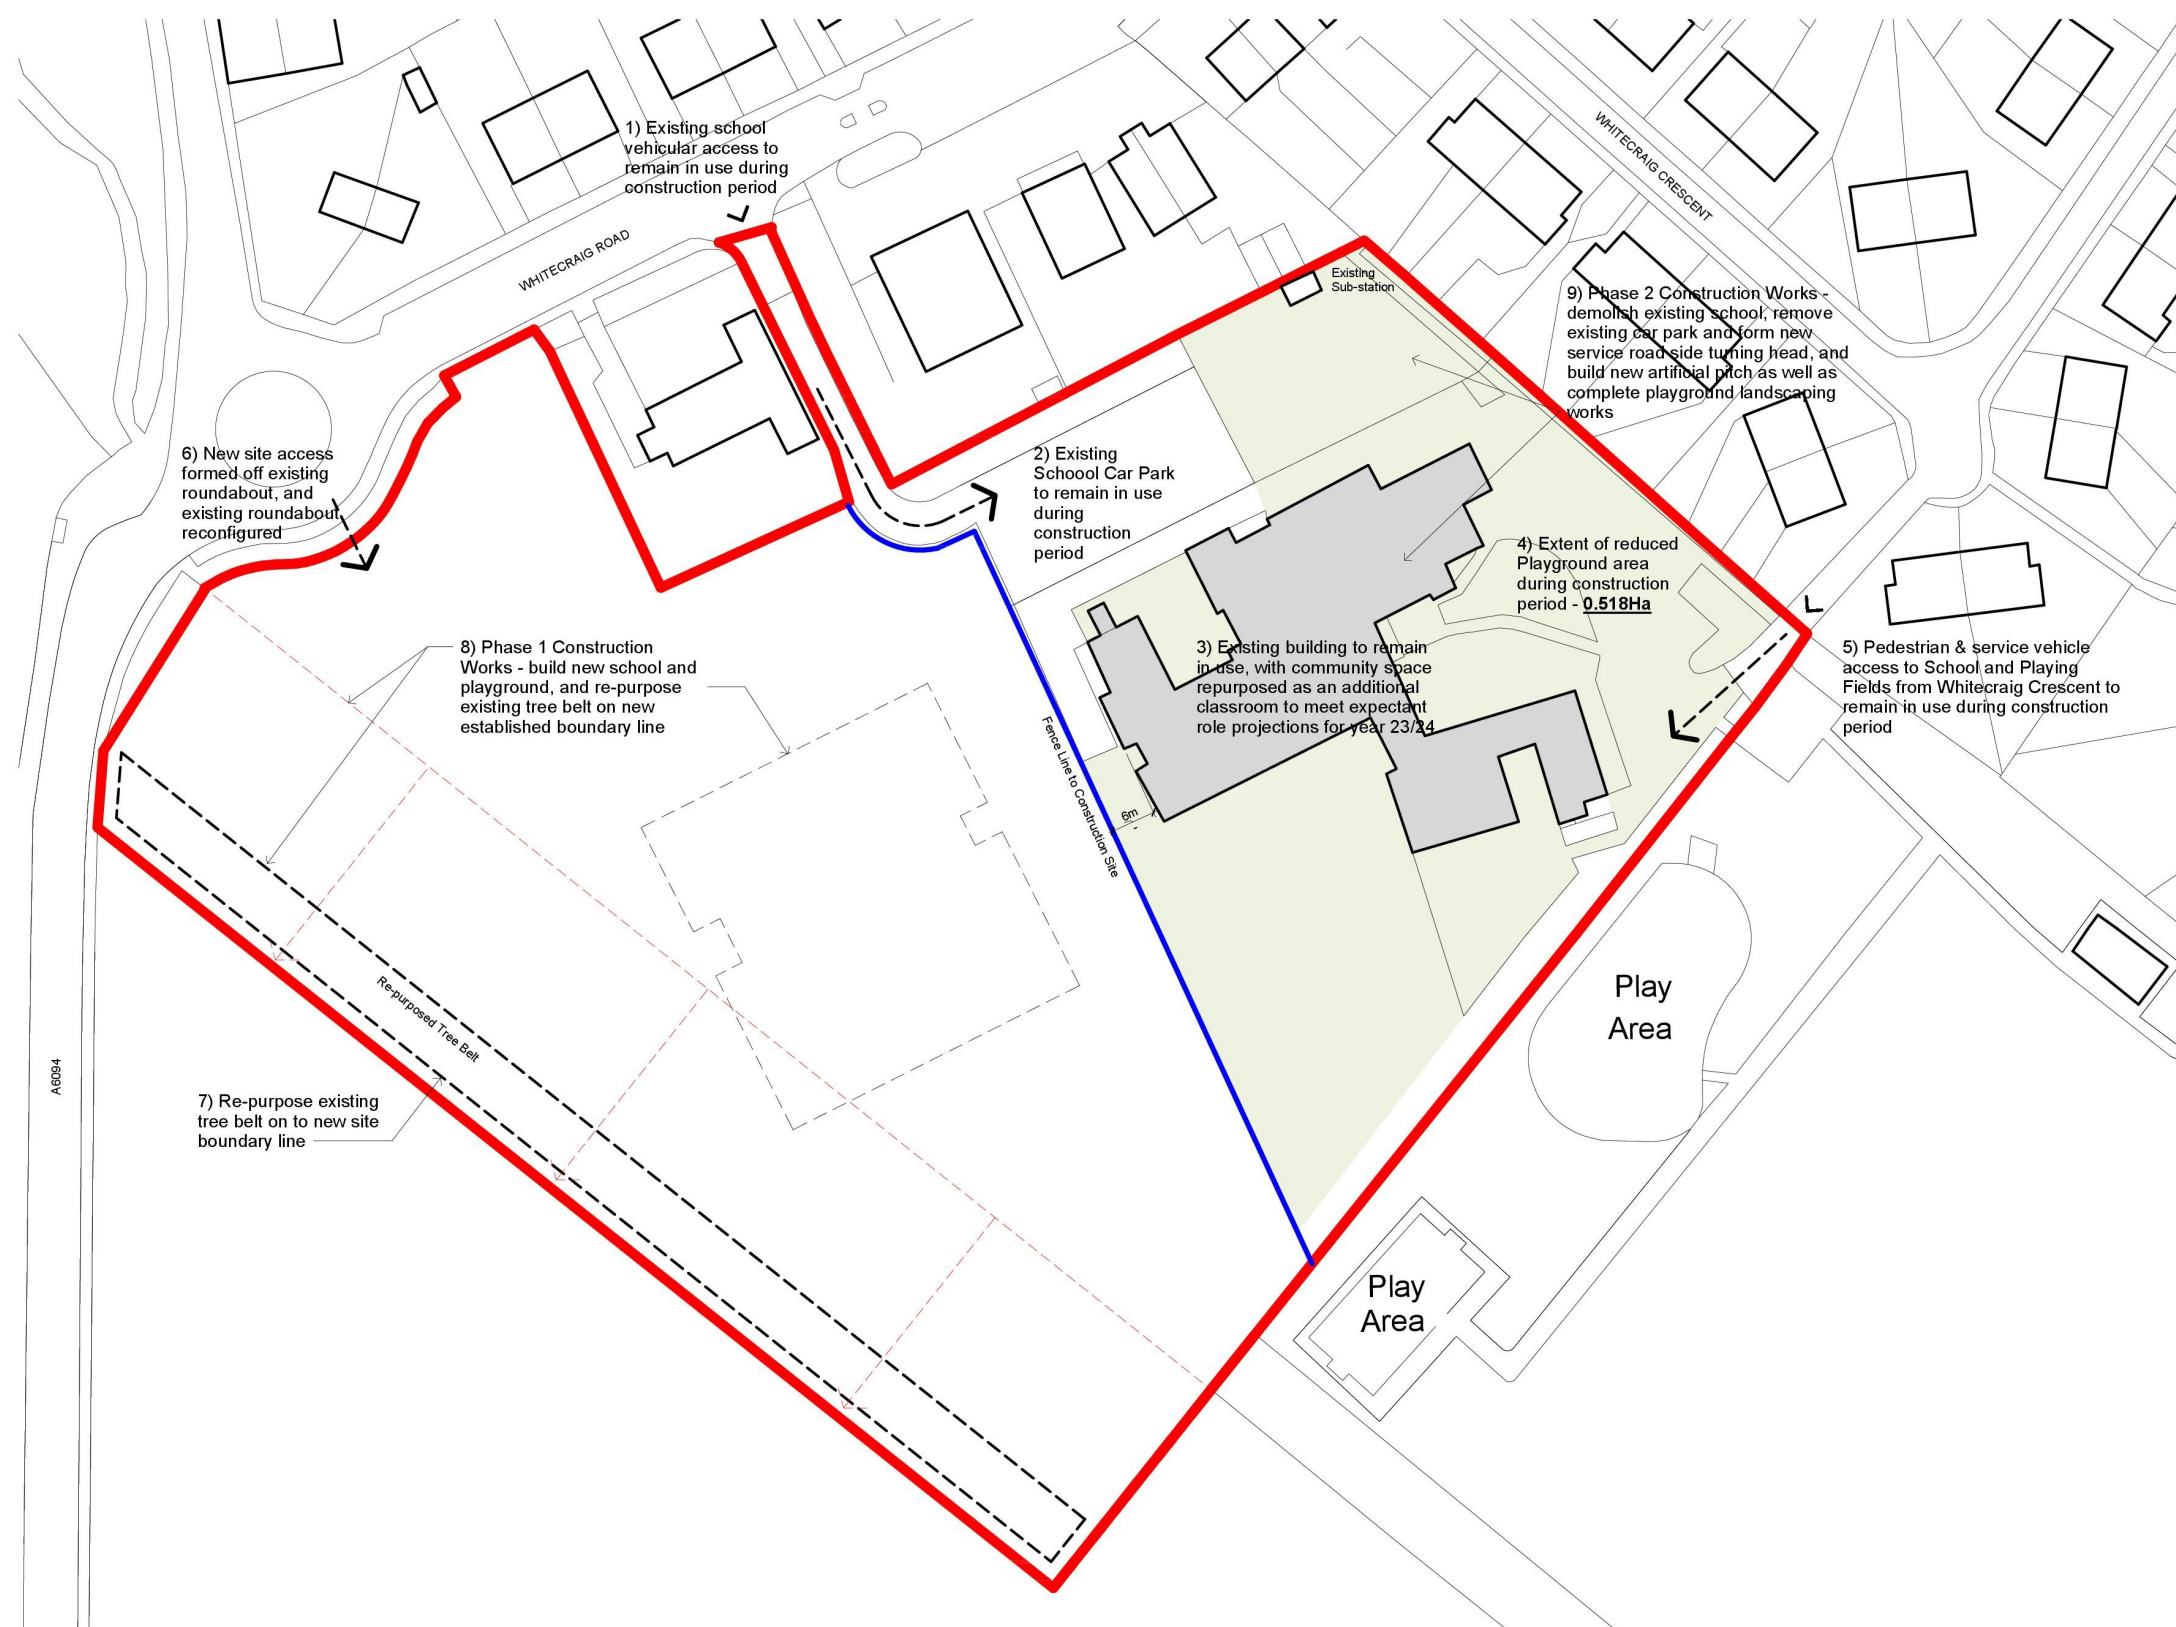 1) Existing school
vehicular access to
remain in use during
construction period
WHITECRAIG ROAD
WHITECRAIG CRESCENT
Existing
Sub-station
9) Phase 2 Construction Works -
demolish existing school, remove
existing car park and form new
service road side turning head, and
build new artificial pitch as well as
complete playground landscaping
works
6) New site access
formed off existing
roundabout, and
existing roundabout
reconfigured
2) Existing
Schoool Car Park
to remain in use
during
construction
period
4) Extent of reduced
Playground area
during construction
period - 0.518Ha
8) Phase 1 Construction
Works - build new school and
playground, and re-purpose
existing tree belt on new
established boundary line
3) Existing building to remain
in use, with community space
repurposed as an additional
classroom to meet expectant
role projections for year 23/24
5) Pedestrian & service vehicle
access to School and Playing
Fields from Whitecraig Crescent to
remain in use during construction
period
Fence Line to Construction Site
6m
Re-purposed Tree Belt
Play
Area
A6094
7) Re-purpose existing
tree belt on to new site
boundary line
Play
Area